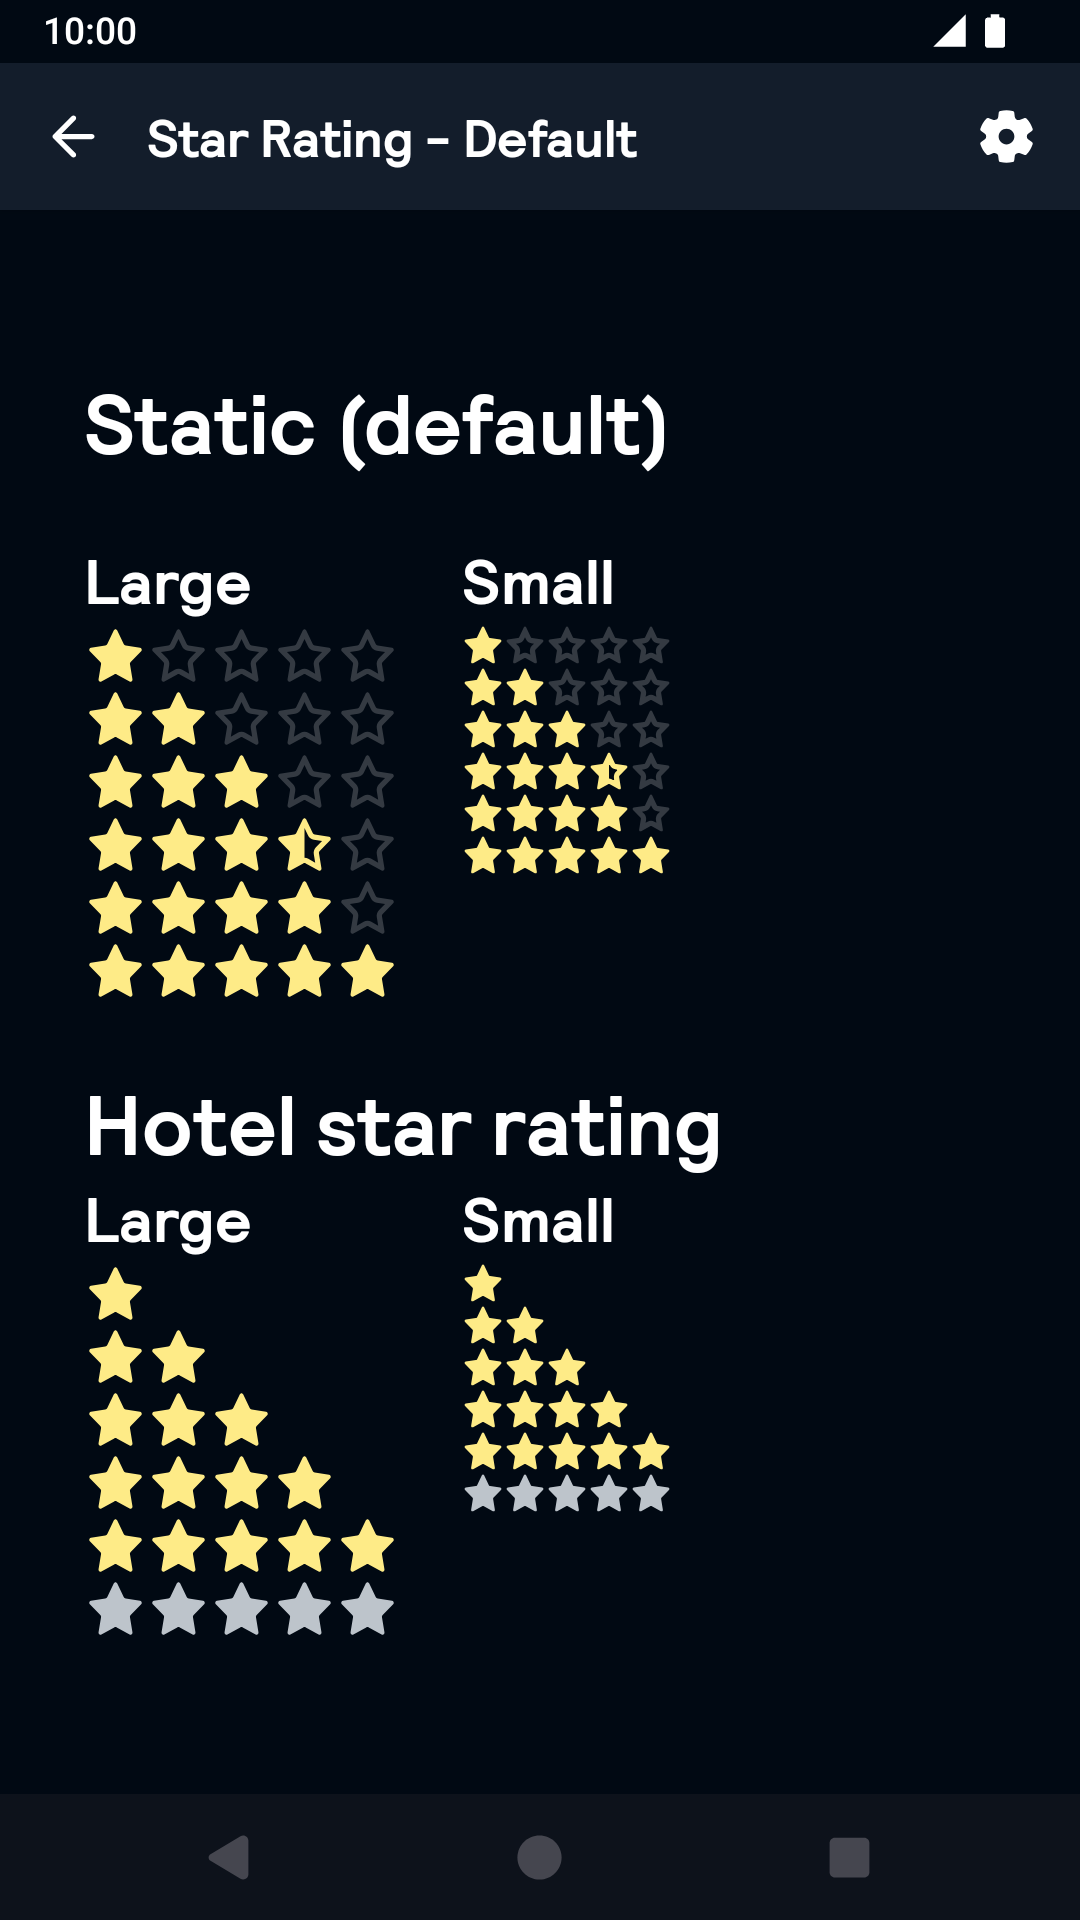 10:00
Star Rating – Default
Static (default)
Large Small
Hotel star rating
Large Small